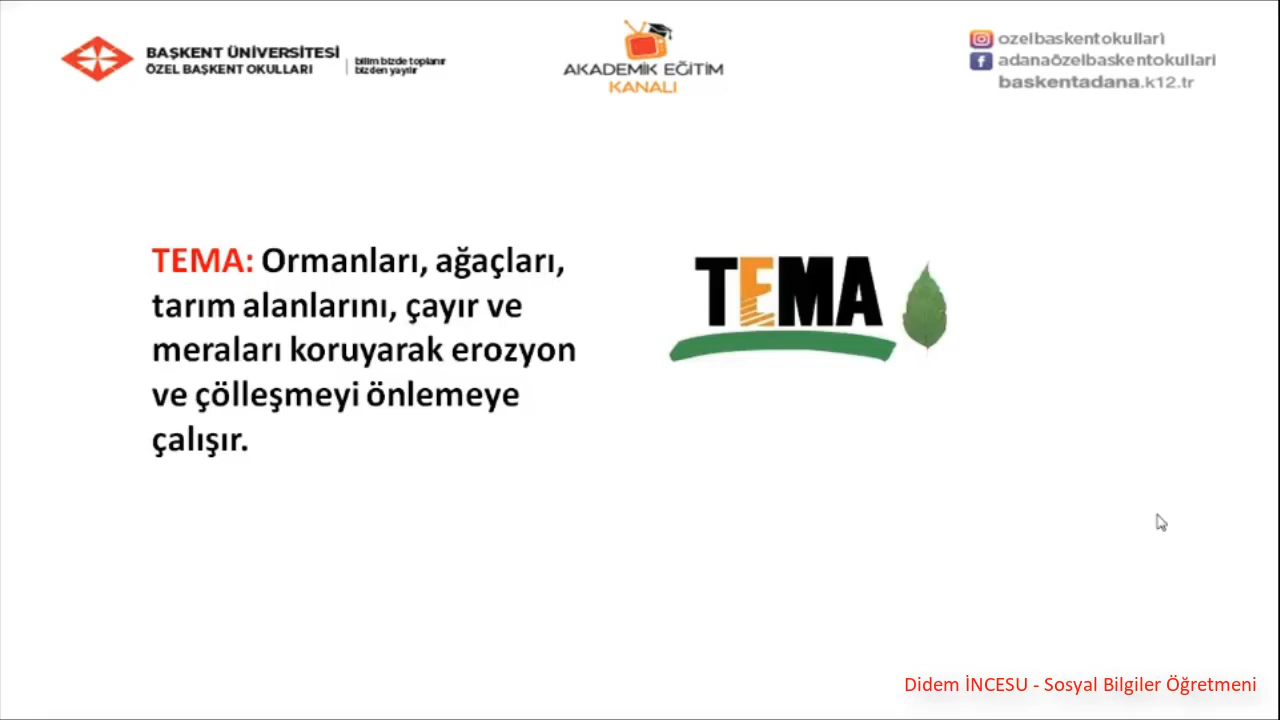 BAŞKENT ÜNİVERSİTESİ
ÖZEL BAŞKENT OKULLARI
bilim bizde toplanır
bizden yayılır
AKADEMİK EĞİTİM
KANALI
ozelbaskentokullari
adanaözelbaskentokullari
baskentadana.k12.tr
TEMA: Ormanları, ağaçları,
tarım alanlarını, çayır ve
meraları koruyarak erozyon
ve çölleşmeyi önlemeye
çalışır.
TEMA
Didem İNCESU - Sosyal Bilgiler Öğretmeni